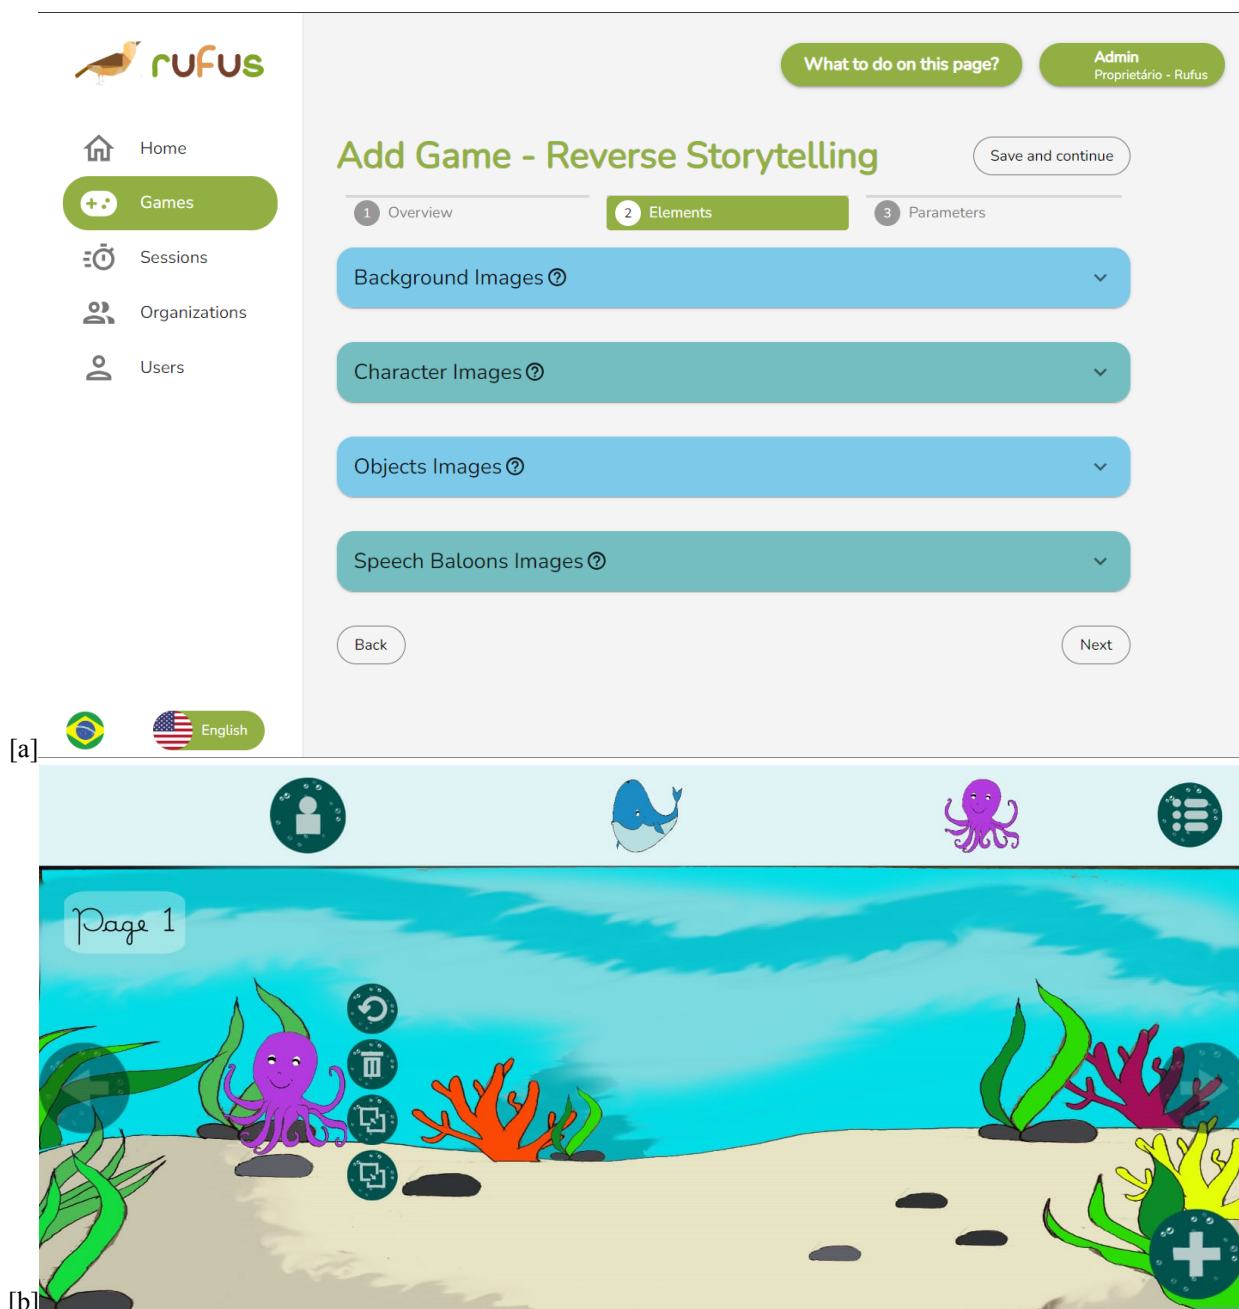 rufus
What to do on this page?
Admin
Proprietário - Rufus
Home
Games
Sessions
Organizations
Users
Add Game - Reverse Storytelling
Save and continue
1 Overview
2 Elements
3 Parameters
Background Images ?
Character Images ?
Objects Images ?
Speech Baloons Images ?
Back
Next
English
[a]
Page 1
[b]